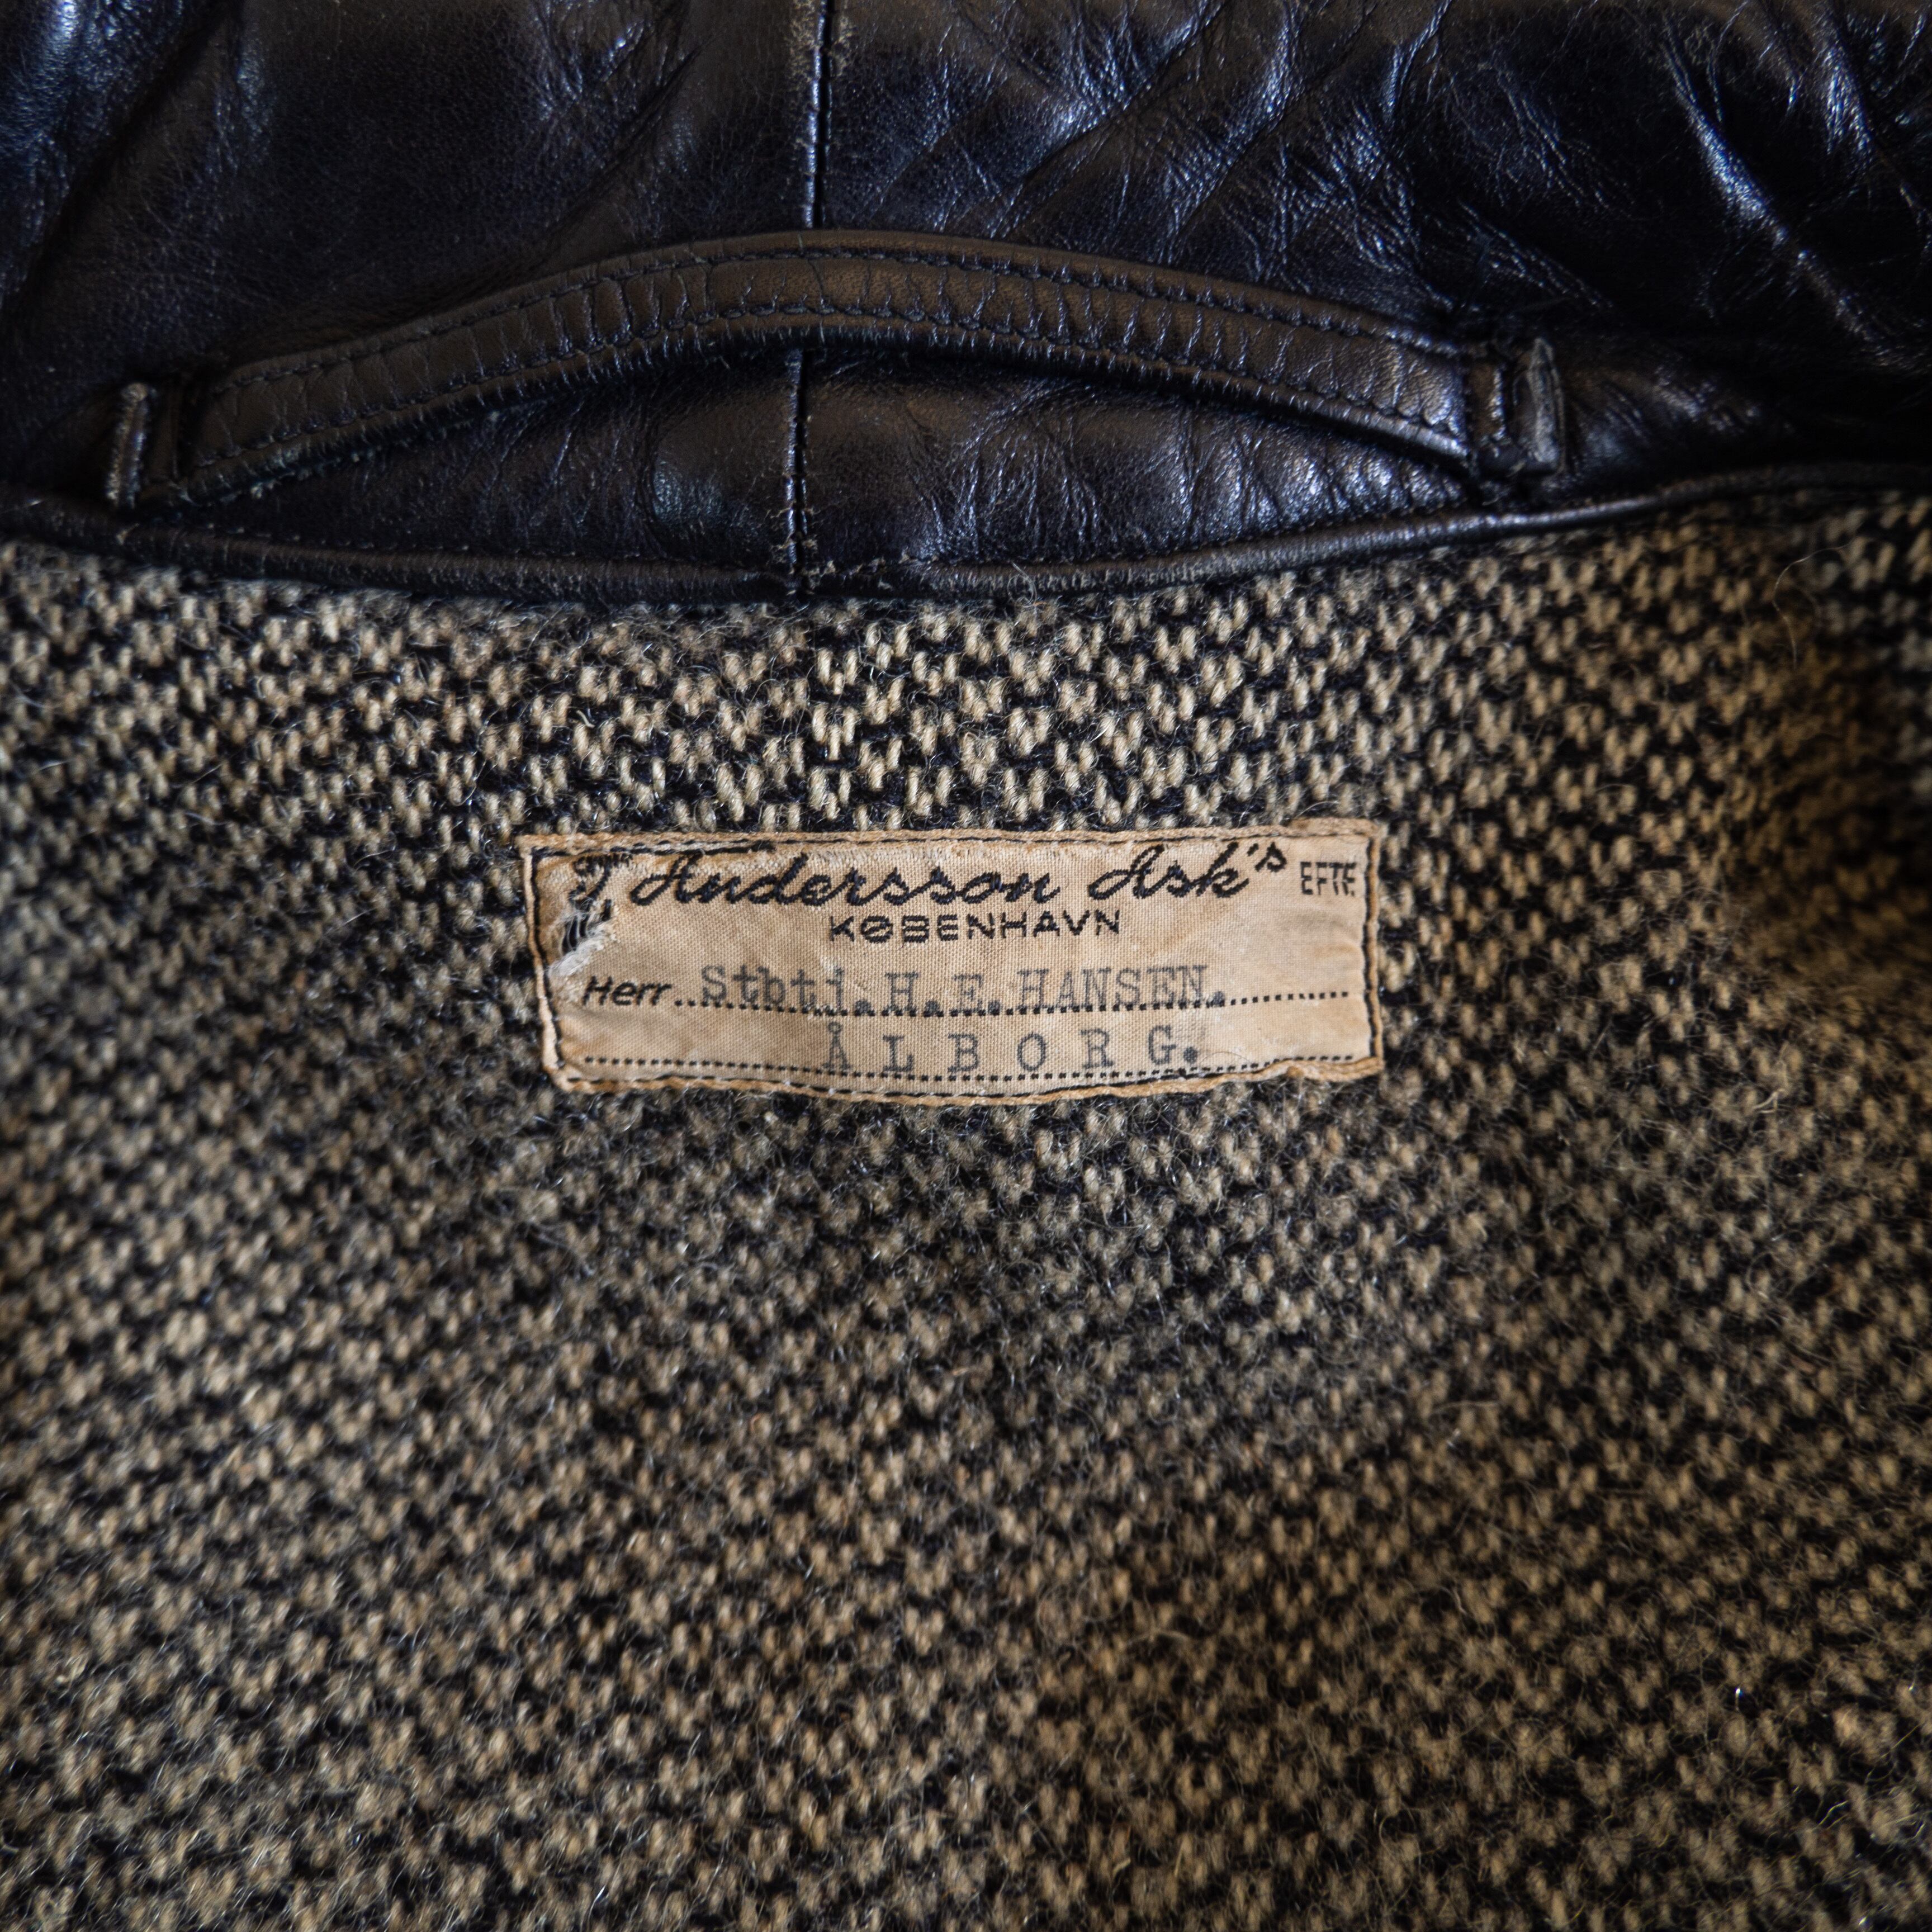 Andersson Ask's EFTF
KØBENHAVN
Herr Stbtj. H. E. HANSEN.
ÅLBORG.